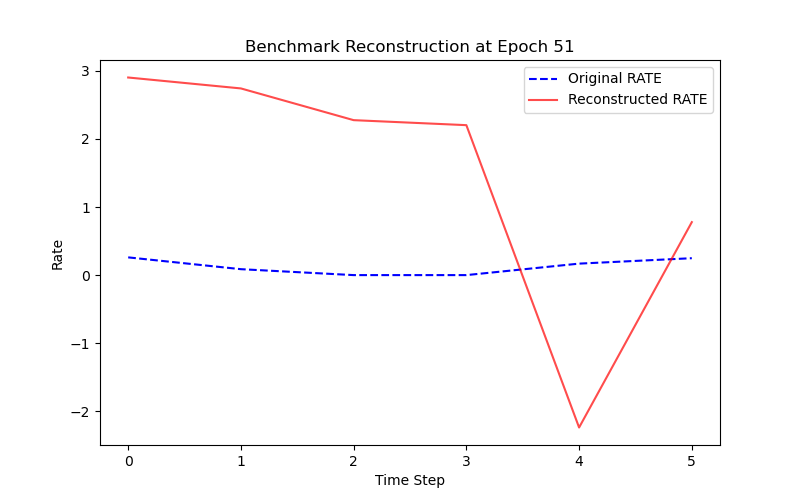 Benchmark Reconstruction at Epoch 51
Original RATE
Reconstructed RATE
3
2
1
0
−1
−2
Rate
0 1 2 3 4 5
Time Step